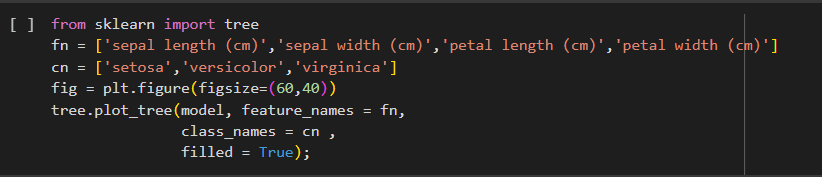 [ ] from sklearn import tree
fn = ['sepal length (cm)','sepal width (cm)','petal length (cm)','petal width (cm)']
cn = ['setosa','versicolor','virginica']
fig = plt.figure(figsize=(60,40))
tree.plot_tree(model, feature_names = fn,
class_names = cn ,
filled = True);